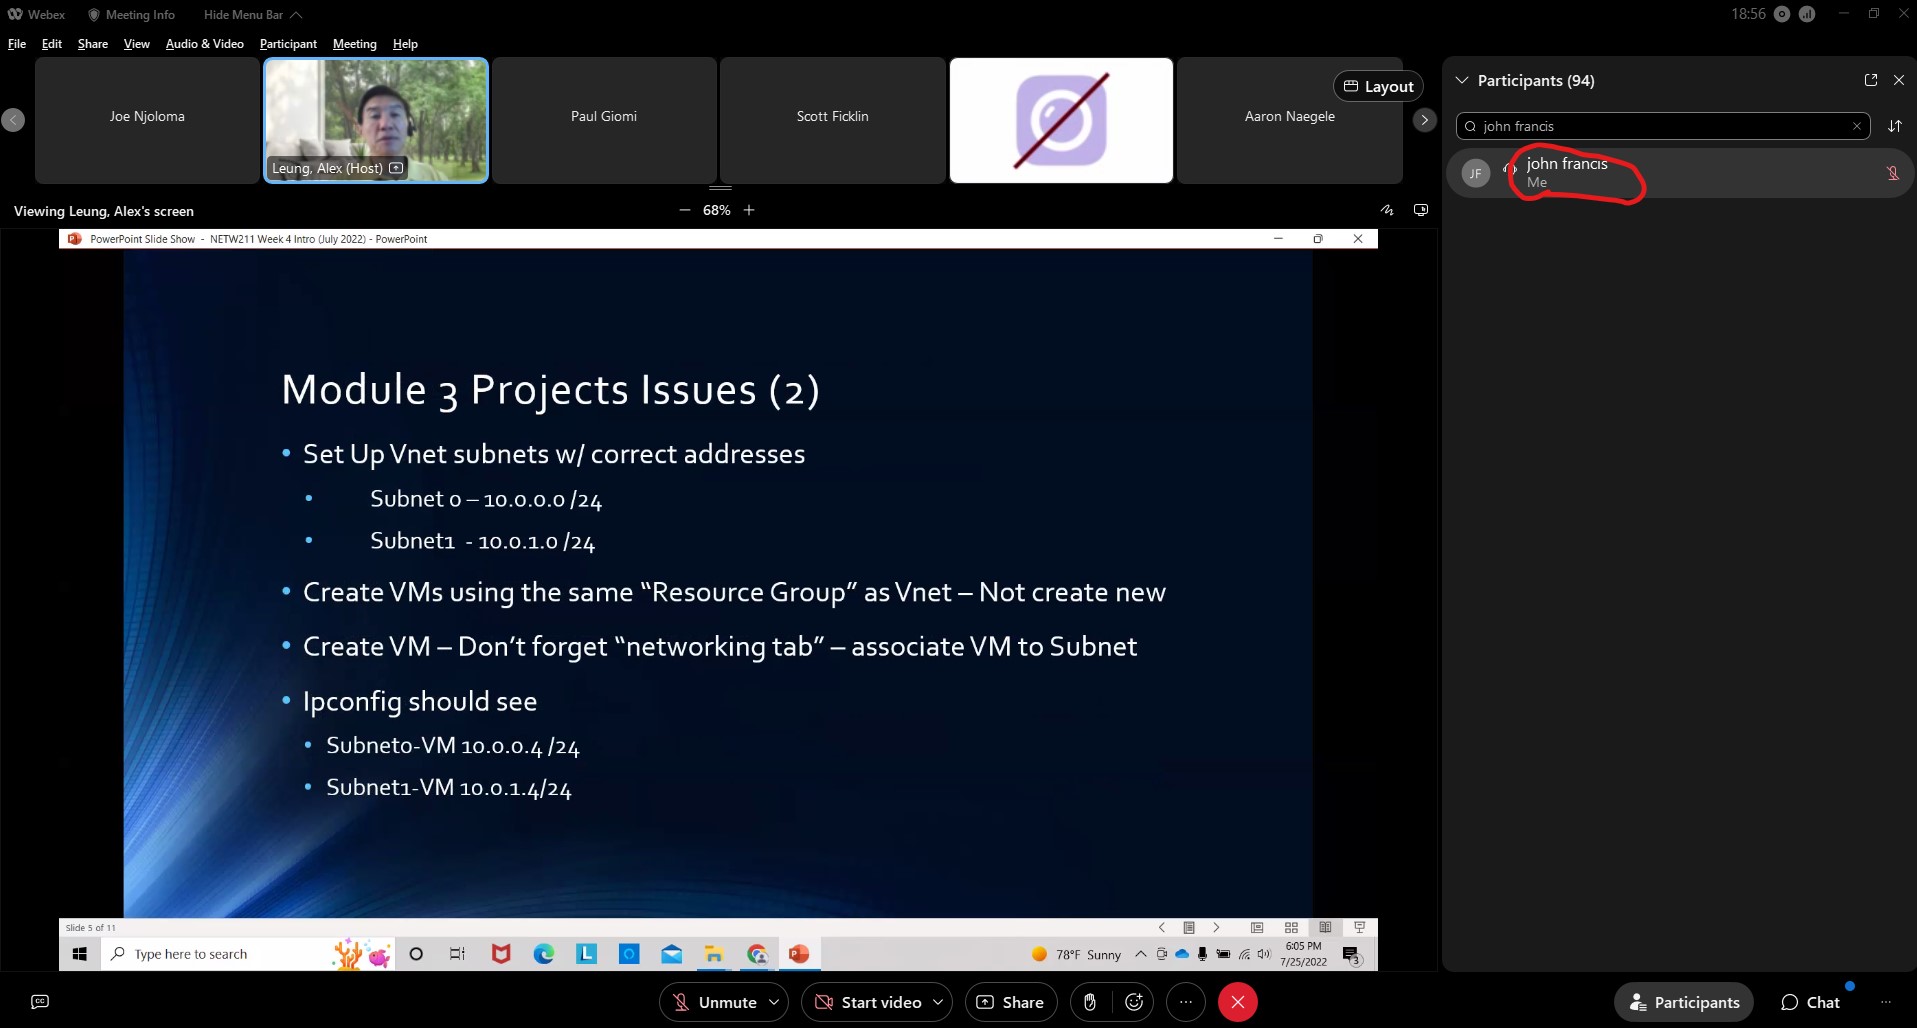 Webex Meeting Info Hide Menu Bar 18:56
File Edit Share View Audio & Video Participant Meeting Help
Joe Njoloma
Leung, Alex (Host)
Paul Giomi
Scott Ficklin
Aaron Naegele
Layout
Participants (94)
john francis
JF
john francis
Me
Viewing Leung, Alex's screen
68%
PowerPoint Slide Show - NETW211 Week 4 Intro (July 2022) - PowerPoint
Module 3 Projects Issues (2)
• Set Up Vnet subnets w/ correct addresses
• Subnet 0 – 10.0.0.0 /24
• Subnet1 - 10.0.1.0 /24
• Create VMs using the same “Resource Group” as Vnet – Not create new
• Create VM – Don’t forget “networking tab” – associate VM to Subnet
• Ipconfig should see
• Subnet0-VM 10.0.0.4 /24
• Subnet1-VM 10.0.1.4/24
Slide 5 of 11
Type here to search
L
78°F Sunny
6:05 PM
7/25/2022
3
CC
Unmute
Start video
Share
Participants
Chat